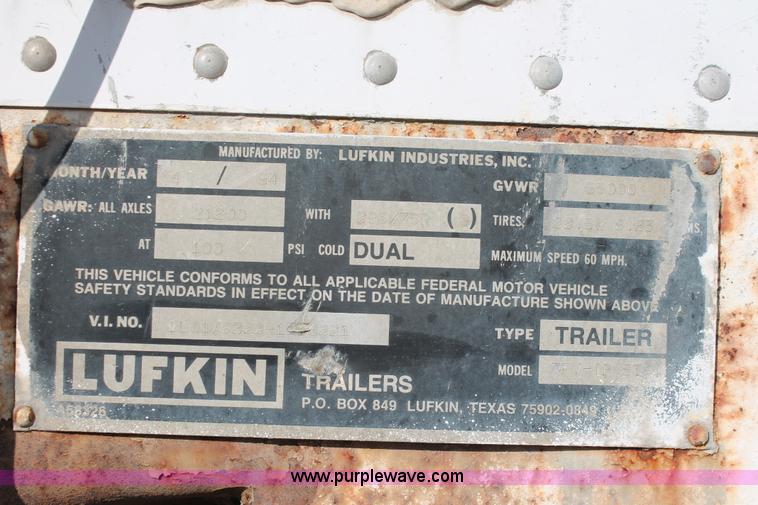 MANUFACTURED BY: LUFKIN INDUSTRIES, INC.
MONTH/YEAR / 94 GVWR
GAWR: ALL AXLES WITH TIRES:
AT 100 PSI COLD DUAL MAXIMUM SPEED 60 MPH.
THIS VEHICLE CONFORMS TO ALL APPLICABLE FEDERAL MOTOR VEHICLE
SAFETY STANDARDS IN EFFECT ON THE DATE OF MANUFACTURE SHOWN ABOVE
V.I. NO. TYPE TRAILER
LUFKIN TRAILERS MODEL
P.O. BOX 849 LUFKIN, TEXAS 75902-0849
www.purplewave.com